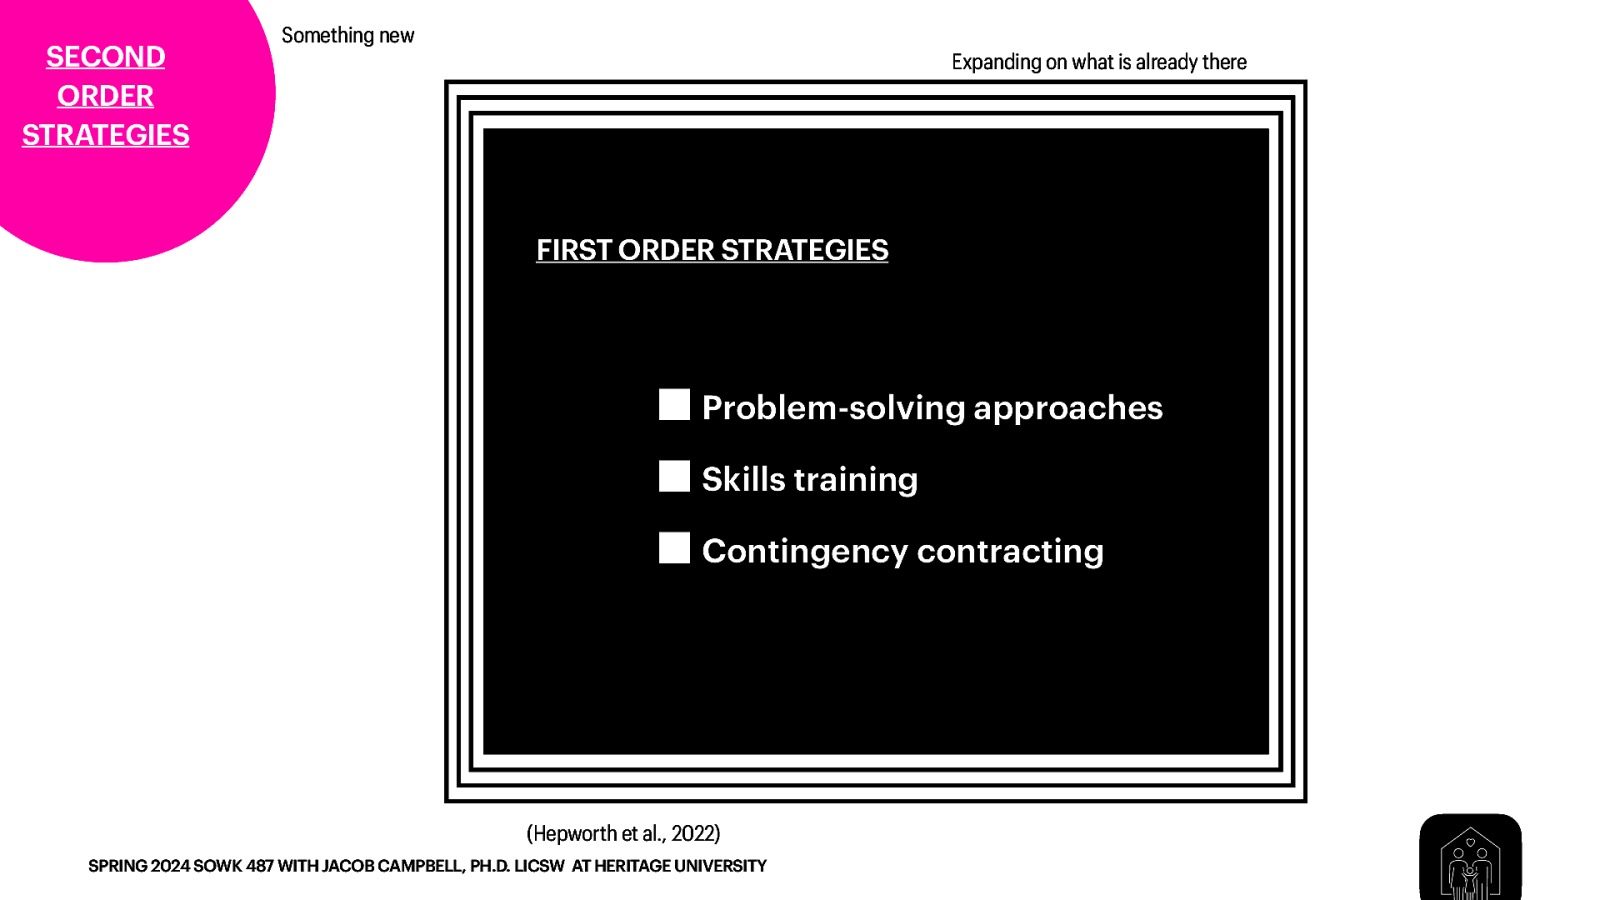 SECOND
ORDER
STRATEGIES
Something new
Expanding on what is already there
FIRST ORDER STRATEGIES
Problem-solving approaches
Skills training
Contingency contracting
(Hepworth et al., 2022)
SPRING 2024 SOWK 487 WITH JACOB CAMPBELL, PH.D. LICSW AT HERITAGE UNIVERSITY